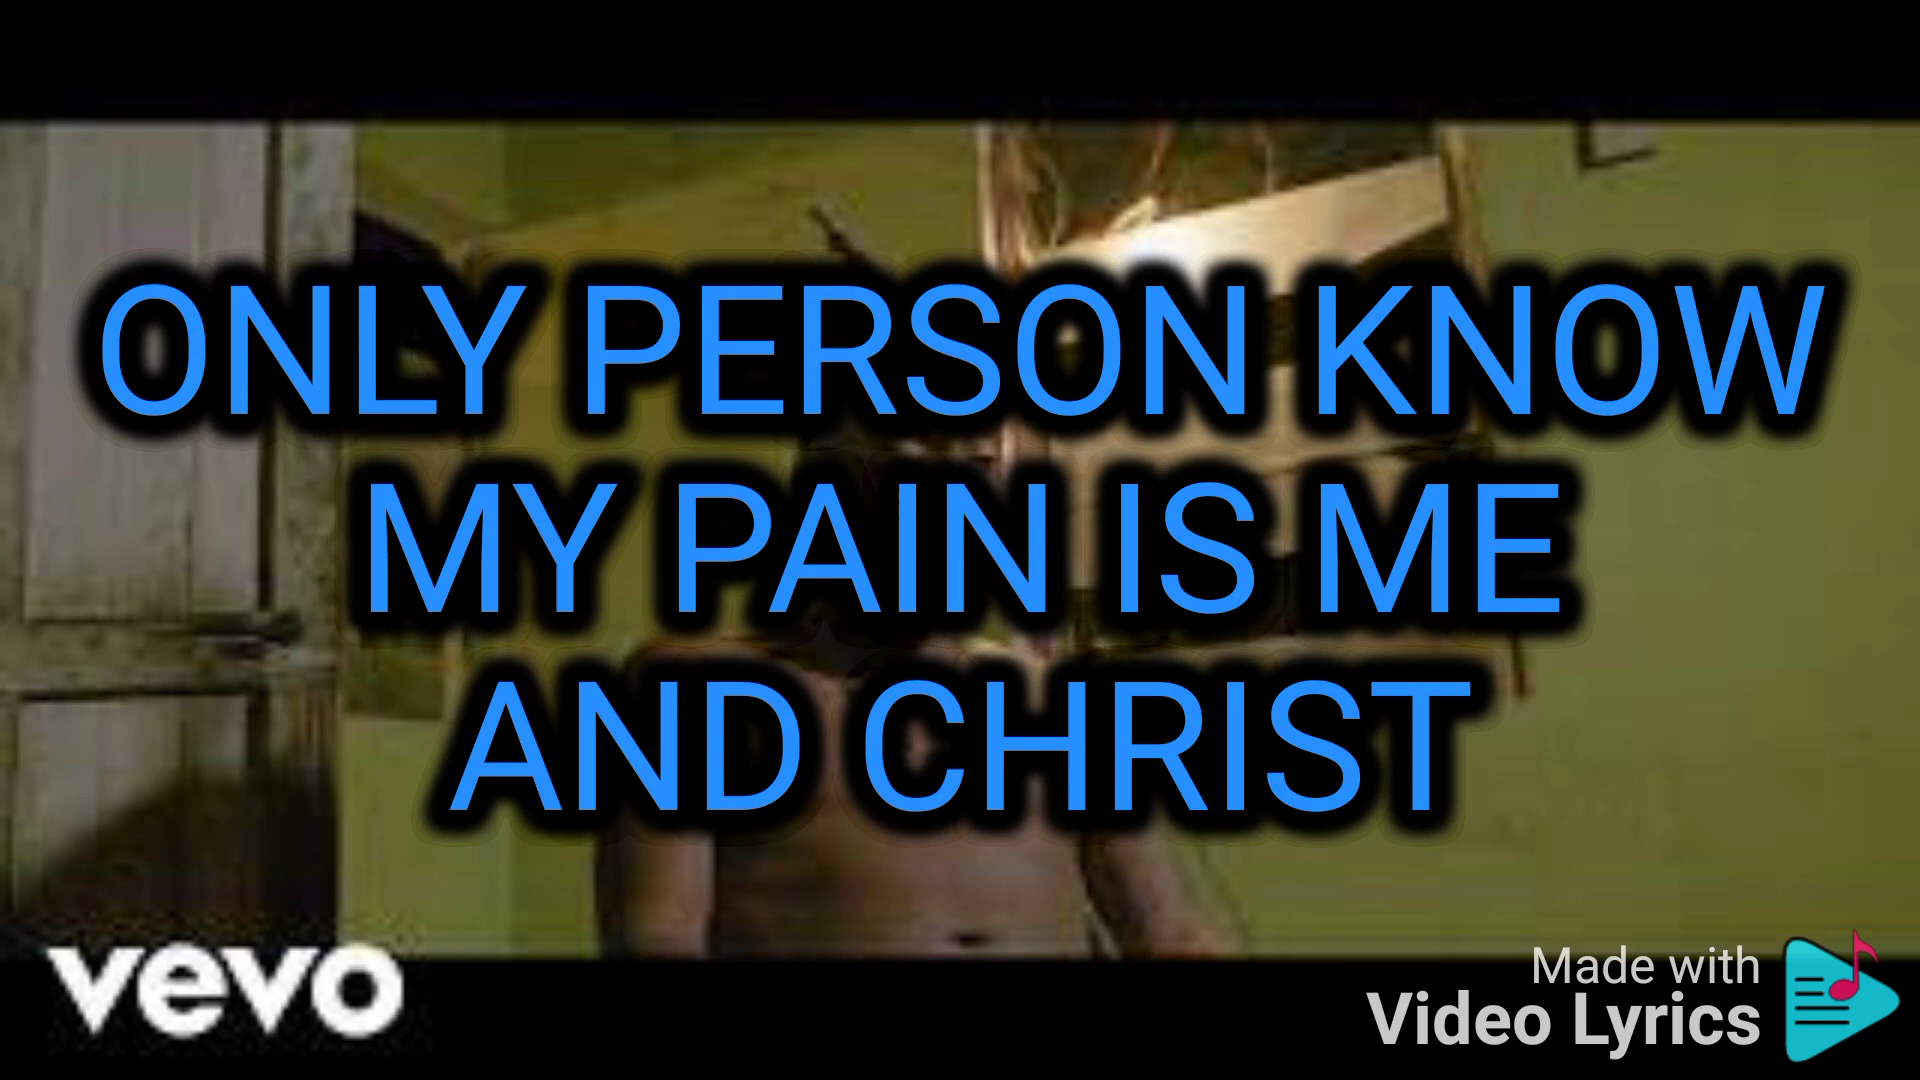 ONLY PERSON KNOW
MY PAIN IS ME
AND CHRIST
vevo
Made with
Video Lyrics